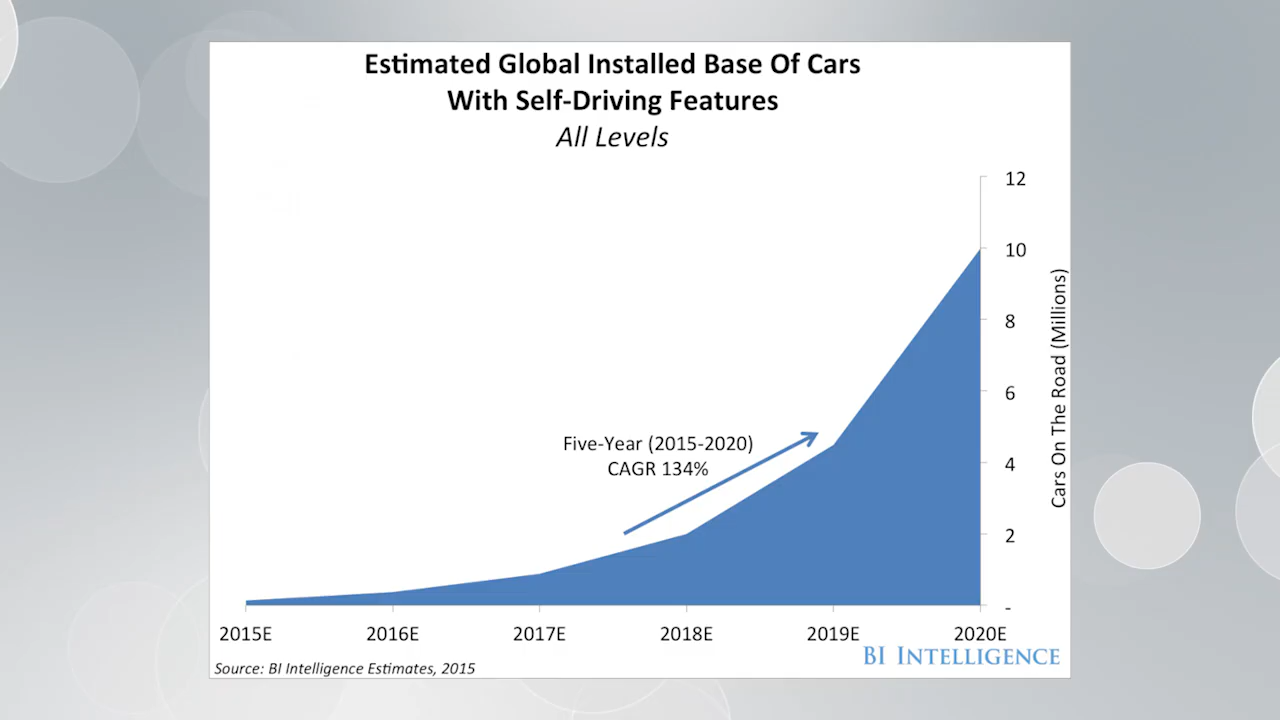 Estimated Global Installed Base Of Cars
With Self-Driving Features
All Levels
12
10
8
6
4
2
-
Cars On The Road (Millions)
Five-Year (2015-2020)
CAGR 134%
2015E 2016E 2017E 2018E 2019E 2020E
BI INTELLIGENCE
Source: BI Intelligence Estimates, 2015